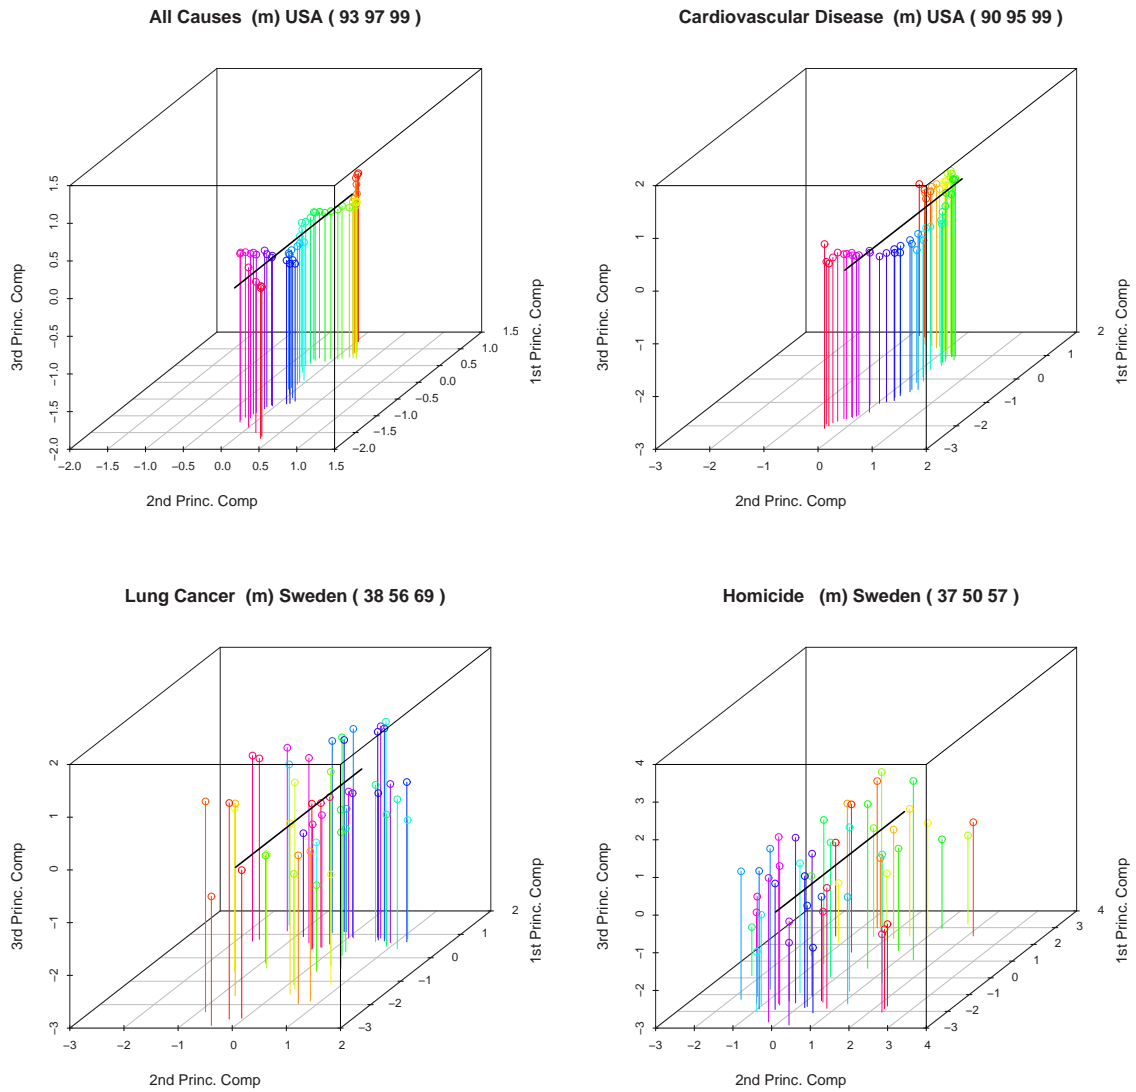 All Causes (m) USA ( 93 97 99 )
3rd Princ. Comp
1.5
1.0
0.5
0.0
−0.5
−1.0
−1.5
−2.0
−2.0 −1.5 −1.0 −0.5 0.0 0.5 1.0 1.5
2nd Princ. Comp
−2.0
−1.5
−1.0
−0.5
0.0
0.5
1.0
1.5
1st Princ. Comp
Cardiovascular Disease (m) USA ( 90 95 99 )
3rd Princ. Comp
2
1
0
−1
−2
−3
−3 −2 −1 0 1 2
2nd Princ. Comp
−3
−2
−1
0
1
2
1st Princ. Comp
Lung Cancer (m) Sweden ( 38 56 69 )
3rd Princ. Comp
2
1
0
−1
−2
−3
−3 −2 −1 0 1 2
2nd Princ. Comp
−3
−2
−1
0
1
2
1st Princ. Comp
Homicide (m) Sweden ( 37 50 57 )
3rd Princ. Comp
4
3
2
1
0
−1
−2
−3
−3 −2 −1 0 1 2 3 4
2nd Princ. Comp
−3
−2
−1
0
1
2
3
4
1st Princ. Comp